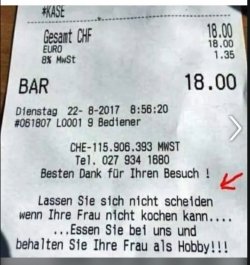 *KÄSE
Gesamt CHF 18.00
EURO 18.00
8% MwSt 1.35
BAR 18.00
Dienstag 22- 8-2017 8:56:20
#061807 L0001 9 Bediener
CHE-115.906.393 MWST
Tel. 027 934 1680
Besten Dank für Ihren Besuch !
Lassen Sie sich nicht scheiden
wenn Ihre Frau nicht kochen kann....
...Essen Sie bei uns und
behalten Sie Ihre Frau als Hobby!!!